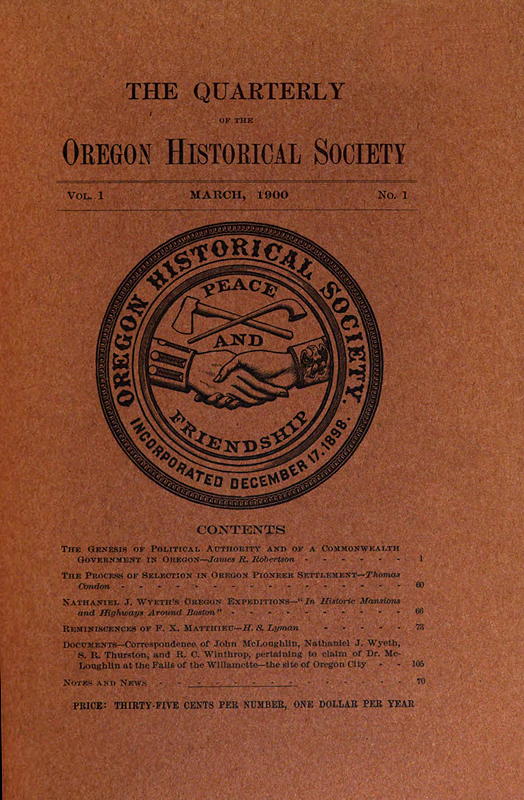 THE QUARTERLY
OF THE
OREGON HISTORICAL SOCIETY
VOL. 1 MARCH, 1900 NO. 1
OREGON HISTORICAL SOCIETY.
PEACE
AND
FRIENDSHIP
INCORPORATED DECEMBER 17.1898.
CONTENTS
THE GENESIS OF POLITICAL AUTHORITY AND OF A COMMONWEALTH
GOVERNMENT IN OREGON—James R. Robertson - - - - - - 1
THE PROCESS OF SELECTION IN OREGON PIONEER SETTLEMENT—Thomas
Condon - - - - - - - - - - - - - - - 60
NATHANIEL J. WYETH'S OREGON EXPEDITIONS—"In Historic Mansions
and Highways Around Boston" - - - - - - - - - - 66
REMINISCENCES OF F. X. MATTHIEU—H. S. Lyman - - - - - 73
DOCUMENTS—Correspondence of John McLoughlin, Nathaniel J. Wyeth,
S. R. Thurston, and R. C. Winthrop, pertaining to claim of Dr. Mc-
Loughlin at the Falls of the Willamette—the site of Oregon City - - 105
NOTES AND NEWS - - - - - - - - - - - - - 70
PRICE: THIRTY-FIVE CENTS PER NUMBER, ONE DOLLAR PER YEAR